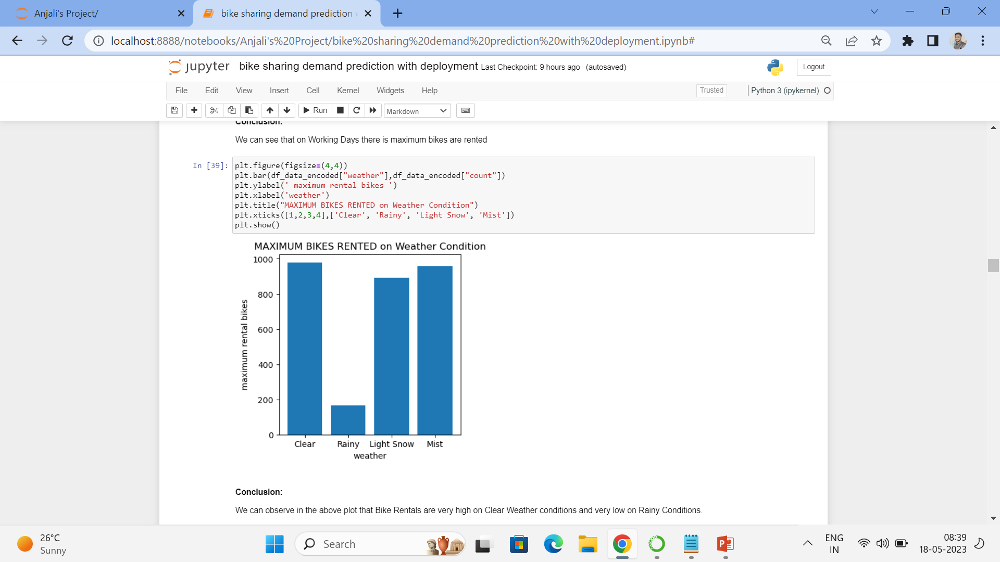 Anjali's Project/
bike sharing demand prediction
localhost:8888/notebooks/Anjali's%20Project/bike%20sharing%20demand%20prediction%20with%20deployment.ipynb#
jupyter bike sharing demand prediction with deployment Last Checkpoint: 9 hours ago (autosaved)
Logout
File Edit View Insert Cell Kernel Widgets Help
Trusted
Python 3 (ipykernel)
Run
Markdown
Conclusion:
We can see that on Working Days there is maximum bikes are rented
In [39]:
plt.figure(figsize=(4,4))
plt.bar(df_data_encoded["weather"],df_data_encoded["count"])
plt.ylabel(' maximum rental bikes ')
plt.xlabel('weather')
plt.title("MAXIMUM BIKES RENTED on Weather Condition")
plt.xticks([1,2,3,4],['Clear', 'Rainy', 'Light Snow', 'Mist'])
plt.show()
MAXIMUM BIKES RENTED on Weather Condition
1000
800
600
400
200
0
maximum rental bikes
Clear Rainy Light Snow Mist
weather
Conclusion:
We can observe in the above plot that Bike Rentals are very high on Clear Weather conditions and very low on Rainy Conditions.
26°C
Sunny
Search
ENG
IN
08:39
18-05-2023